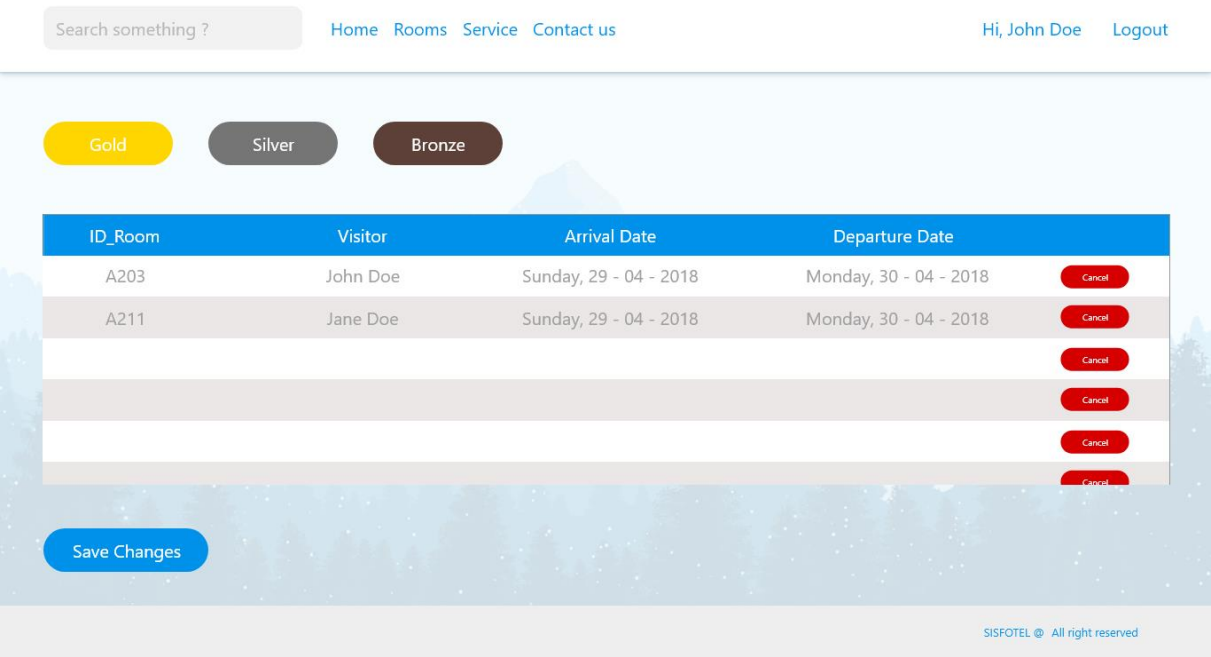 Search something ? Home Rooms Service Contact us Hi, John Doe Logout
Gold Silver Bronze
ID_Room Visitor Arrival Date Departure Date
A203 John Doe Sunday, 29 - 04 - 2018 Monday, 30 - 04 - 2018 Cancel
A211 Jane Doe Sunday, 29 - 04 - 2018 Monday, 30 - 04 - 2018 Cancel
Cancel
Cancel
Cancel
Cancel
Save Changes
SISFOTEL @ All right reserved